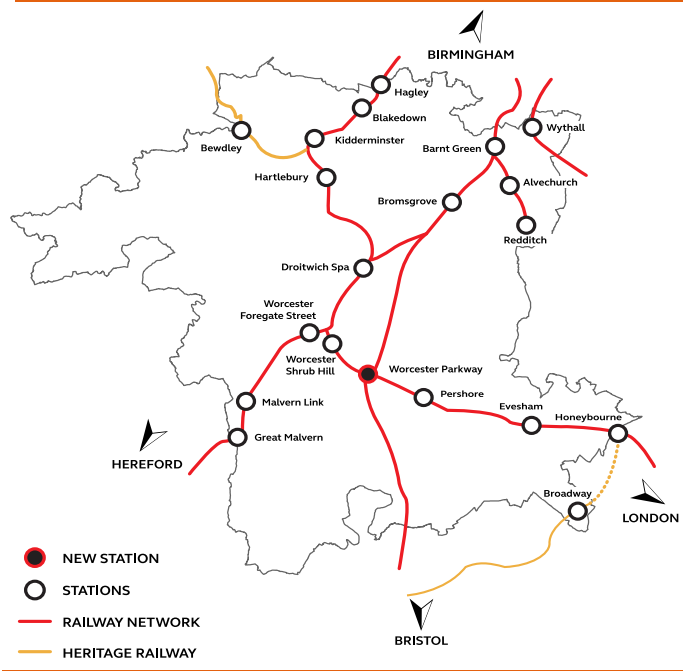 BIRMINGHAM
Hagley
Blakedown
Wythall
Bewdley
Kidderminster
Barnt Green
Hartlebury
Alvechurch
Bromsgrove
Redditch
Droitwich Spa
Worcester
Foregate Street
Worcester
Shrub Hill
Worcester Parkway
Pershore
Evesham
Honeybourne
Malvern Link
Great Malvern
HEREFORD
Broadway
LONDON
NEW STATION
STATIONS
RAILWAY NETWORK
BRISTOL
HERITAGE RAILWAY